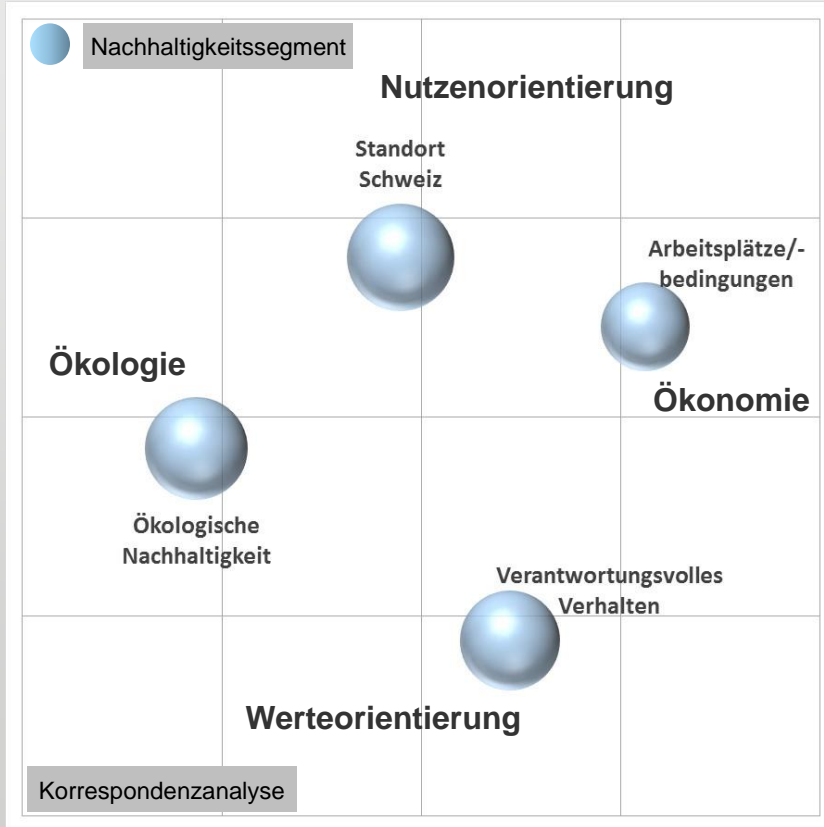 Nachhaltigkeitssegment
Nutzenorientierung
Standort
Schweiz
Arbeitsplätze/-
bedingungen
Ökologie
Ökonomie
Ökologische
Nachhaltigkeit
Verantwortungsvolles
Verhalten
Werteorientierung
Korrespondenzanalyse